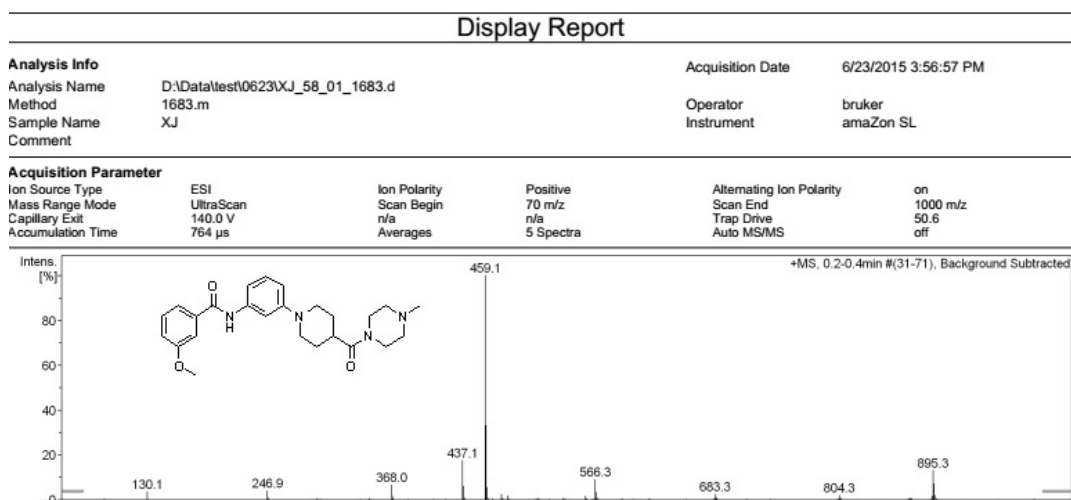 Display Report
Analysis Info
Acquisition Date 6/23/2015 3:56:57 PM
Analysis Name D:\Data\test\0623\XJ_58_01_1683.d
Method 1683.m Operator bruker
Sample Name XJ Instrument amaZon SL
Comment
Acquisition Parameter
Ion Source Type ESI Ion Polarity Positive Alternating Ion Polarity on
Mass Range Mode UltraScan Scan Begin 70 m/z Scan End 1000 m/z
Capillary Exit 140.0 V n/a n/a Trap Drive 50.6
Accumulation Time 764 µs Averages 5 Spectra Auto MS/MS off
Intens. 459.1 +MS, 0.2-0.4min #(31-71), Background Subtracted
[%]
O
80
N
N
N
H
N
60
O
O
40
20
437.1
895.3
566.3
368.0
130.1 246.9 683.3 804.3
0